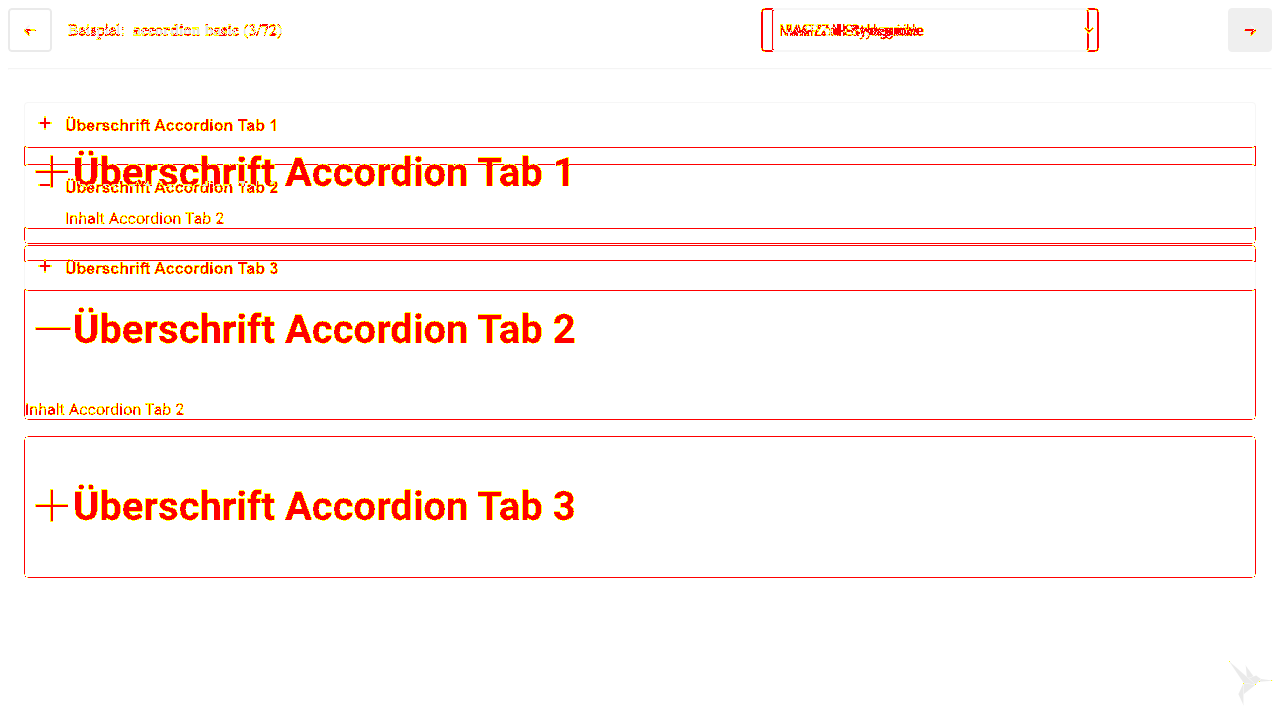 ← Beispiel: accordion basic (3/72) →
+ Überschrift Accordion Tab 1
+ Überschrift Accordion Tab 1
− Überschrift Accordion Tab 2
Inhalt Accordion Tab 2
+ Überschrift Accordion Tab 3
− Überschrift Accordion Tab 2
Inhalt Accordion Tab 2
+ Überschrift Accordion Tab 3